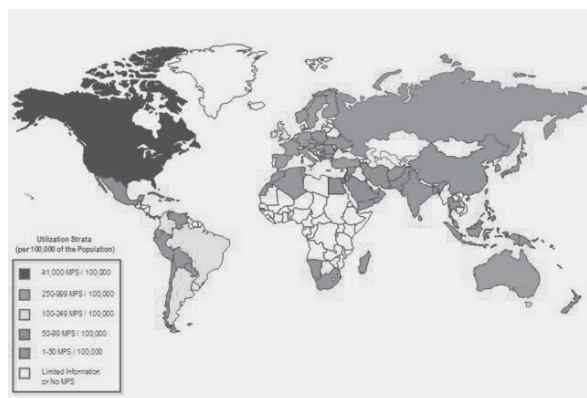 Utilization Strata
(per 100,000 of the Population)
≥1,000 MPS / 100,000
250-999 MPS / 100,000
100-249 MPS / 100,000
50-99 MPS / 100,000
1-50 MPS / 100,000
Limited Information
or No MPS